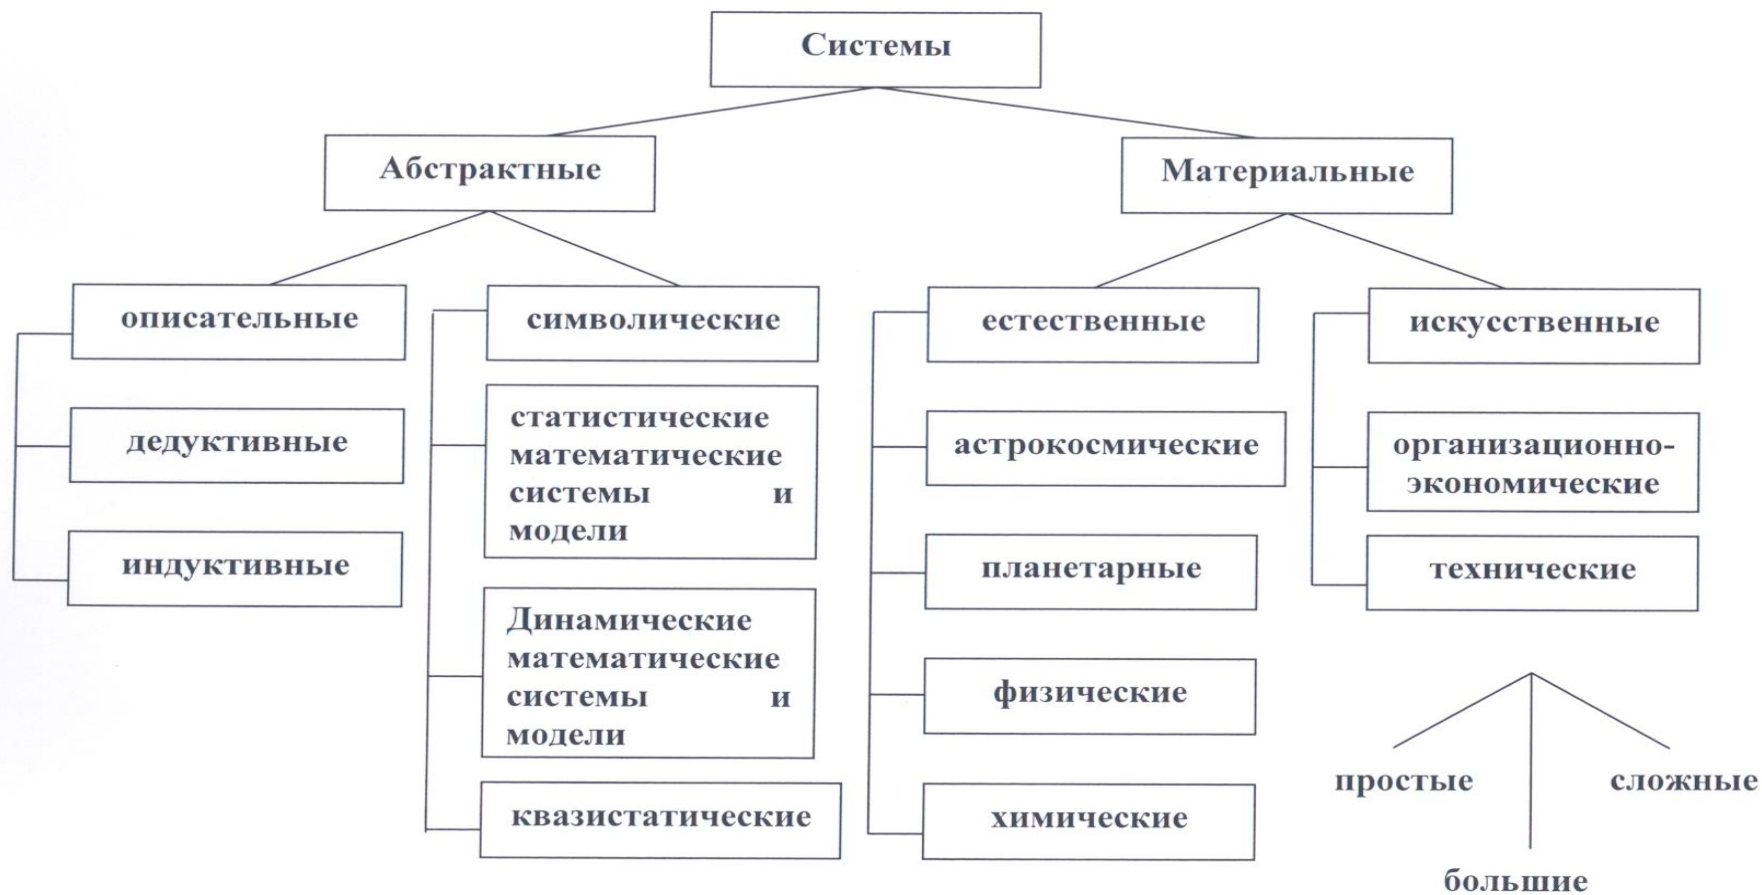 Системы
Абстрактные
Материальные
описательные
символические
естественные
искусственные
дедуктивные
статистические
математические
системы и
модели
астрокосмические
организационно-
экономические
индуктивные
Динамические
математические
системы и
модели
планетарные
технические
физические
квазистатические
химические
простые
сложные
большие